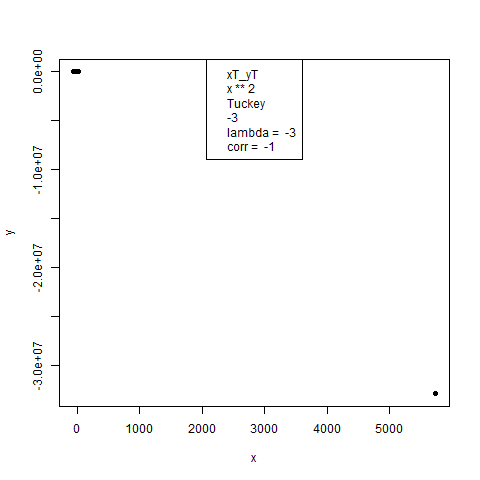 xT_yT
x ** 2
Tuckey
-3
lambda =  -3
corr =  -1
0.0e+00
-1.0e+07
-2.0e+07
-3.0e+07
y
0 1000 2000 3000 4000 5000
x